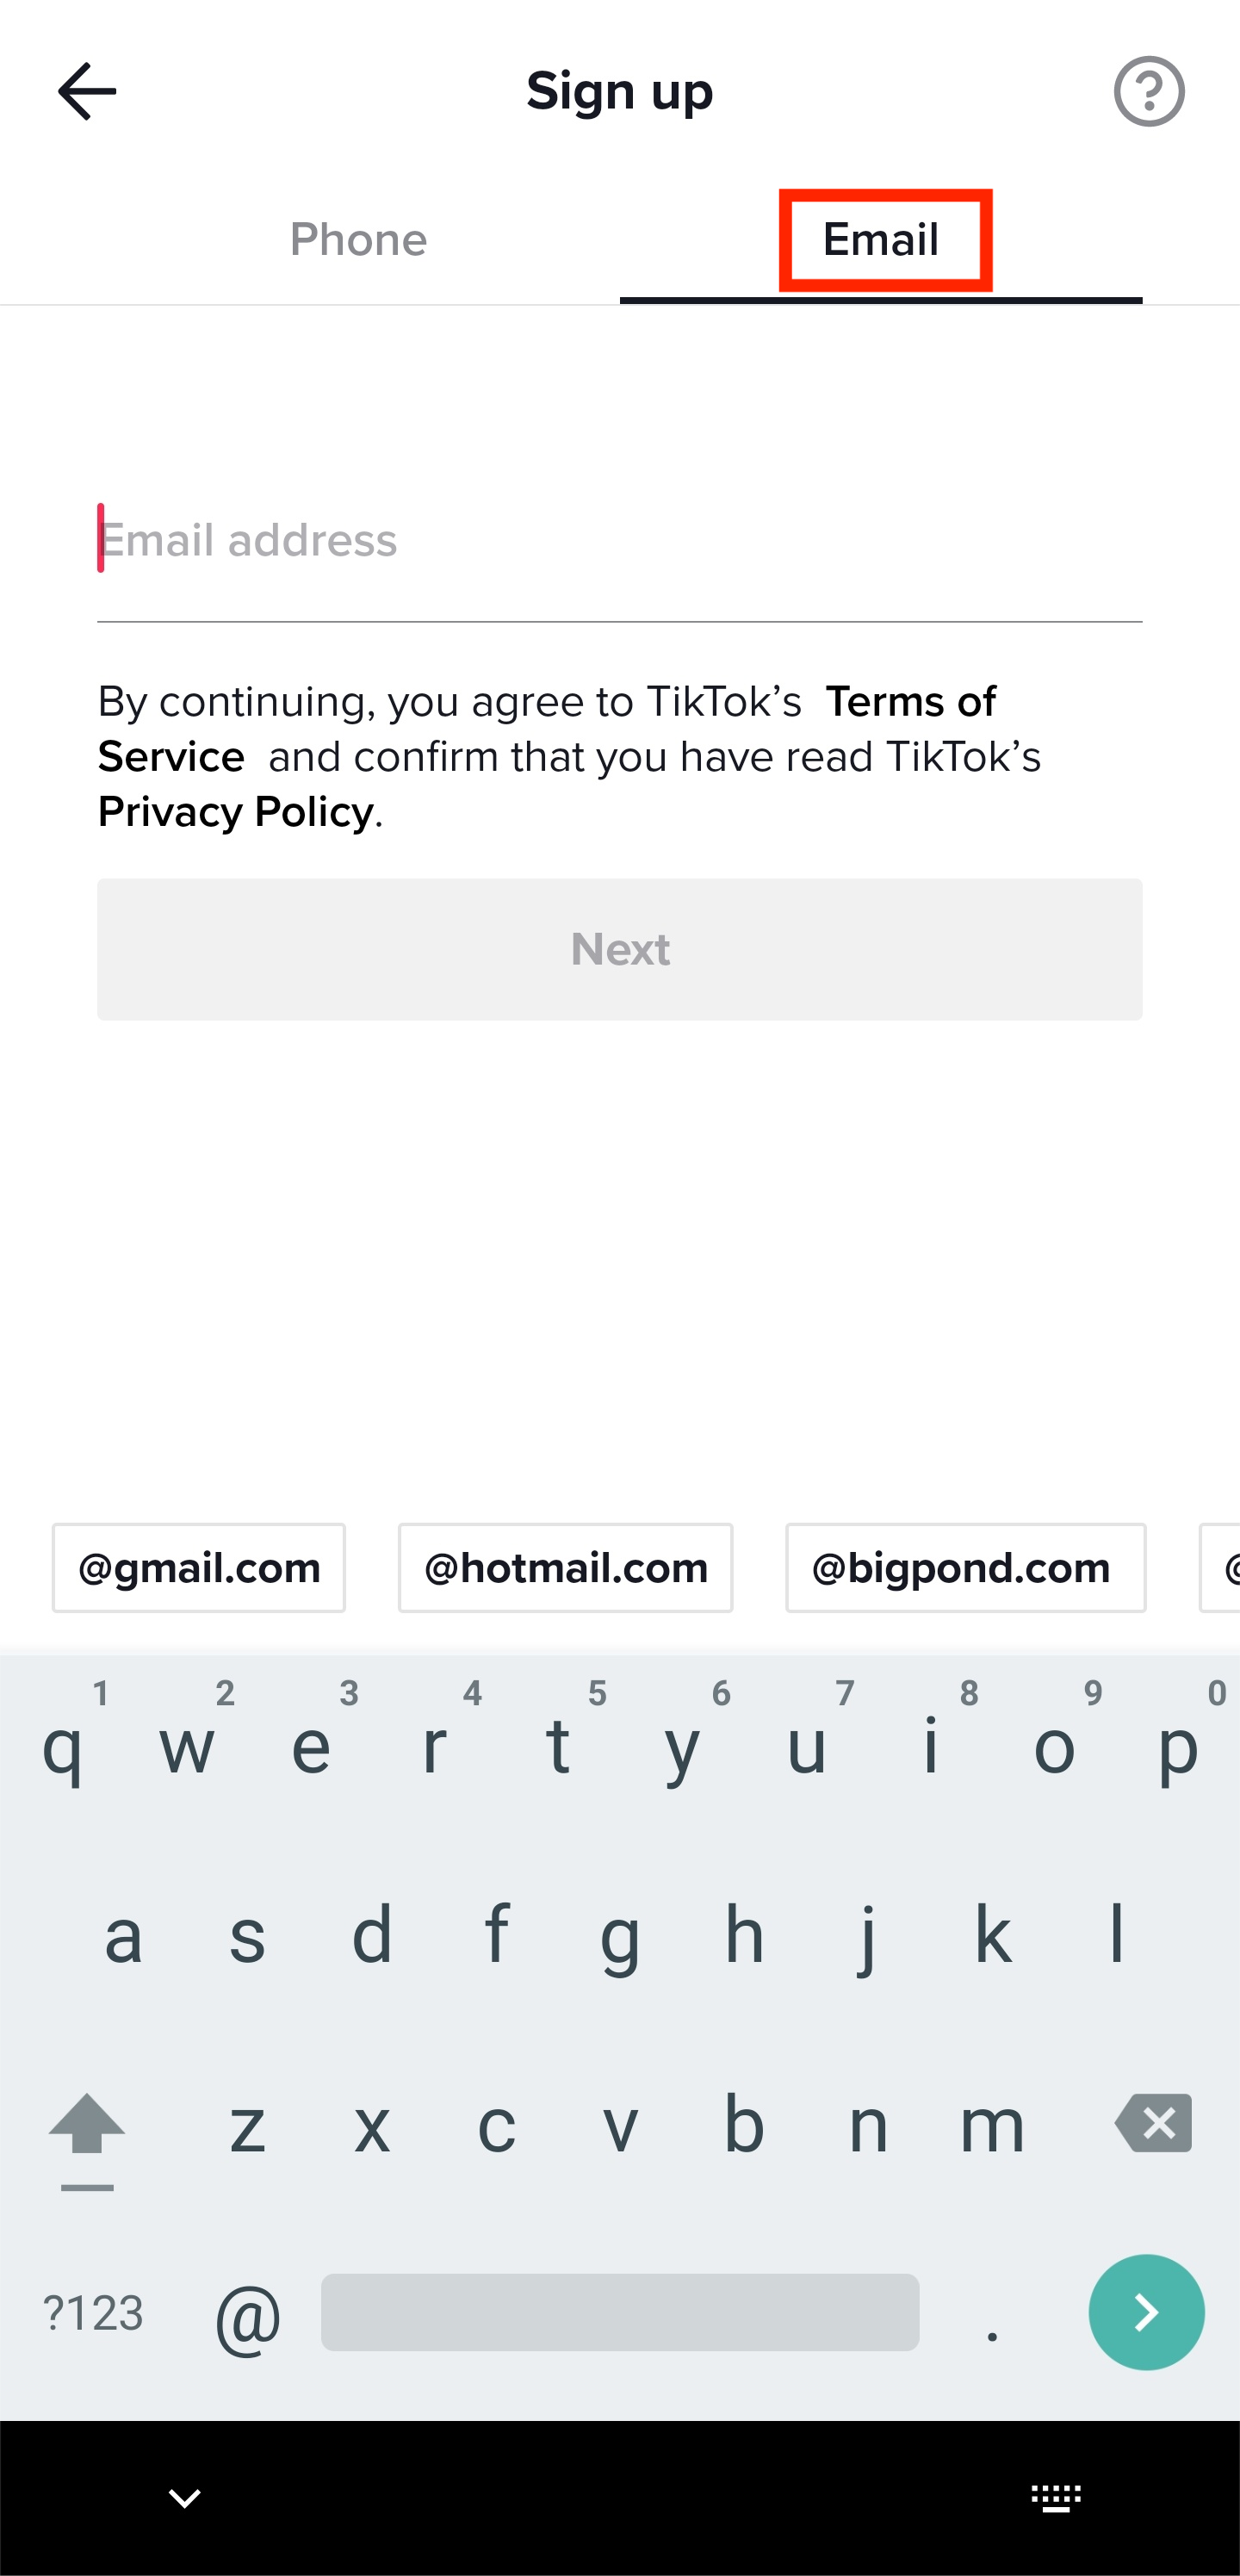 Sign up
Phone Email
Email address
By continuing, you agree to TikTok’s Terms of
Service and confirm that you have read TikTok’s
Privacy Policy.
Next
@gmail.com @hotmail.com @bigpond.com @
1 2 3 4 5 6 7 8 9 0
q w e r t y u i o p
a s d f g h j k l
z x c v b n m
?123 @ .